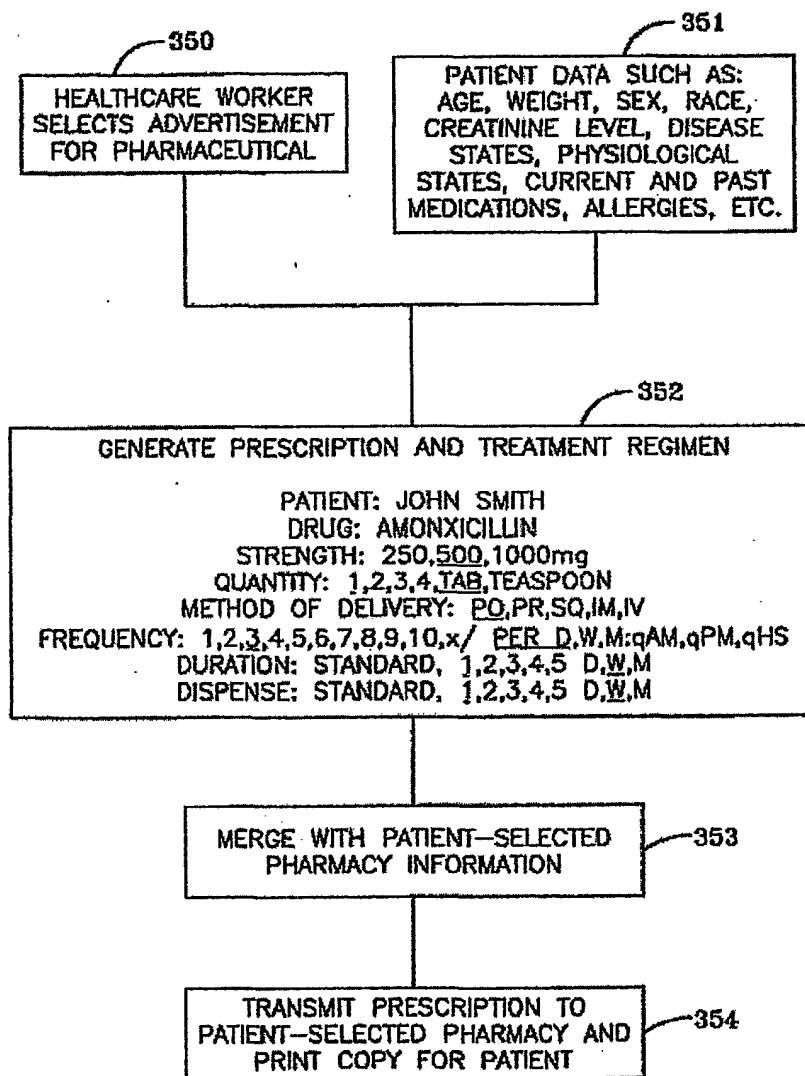 350
HEALTHCARE WORKER
SELECTS ADVERTISEMENT
FOR PHARMACEUTICAL
351
PATIENT DATA SUCH AS:
AGE, WEIGHT, SEX, RACE,
CREATININE LEVEL, DISEASE
STATES, PHYSIOLOGICAL
STATES, CURRENT AND PAST
MEDICATIONS, ALLERGIES, ETC.
352
GENERATE PRESCRIPTION AND TREATMENT REGIMEN
PATIENT: JOHN SMITH
DRUG: AMONXICILLIN
STRENGTH: 250,500,1000mg
QUANTITY: 1,2,3,4,TAB,TEASPOON
METHOD OF DELIVERY: PO,PR,SQ,IM,IV
FREQUENCY: 1,2,3,4,5,6,7,8,9,10,x/ PER D,W,M:qAM,qPM,qHS
DURATION: STANDARD, 1,2,3,4,5 D,W,M
DISPENSE: STANDARD, 1,2,3,4,5 D,W,M
MERGE WITH PATIENT–SELECTED
PHARMACY INFORMATION
353
TRANSMIT PRESCRIPTION TO
PATIENT–SELECTED PHARMACY AND
PRINT COPY FOR PATIENT
354